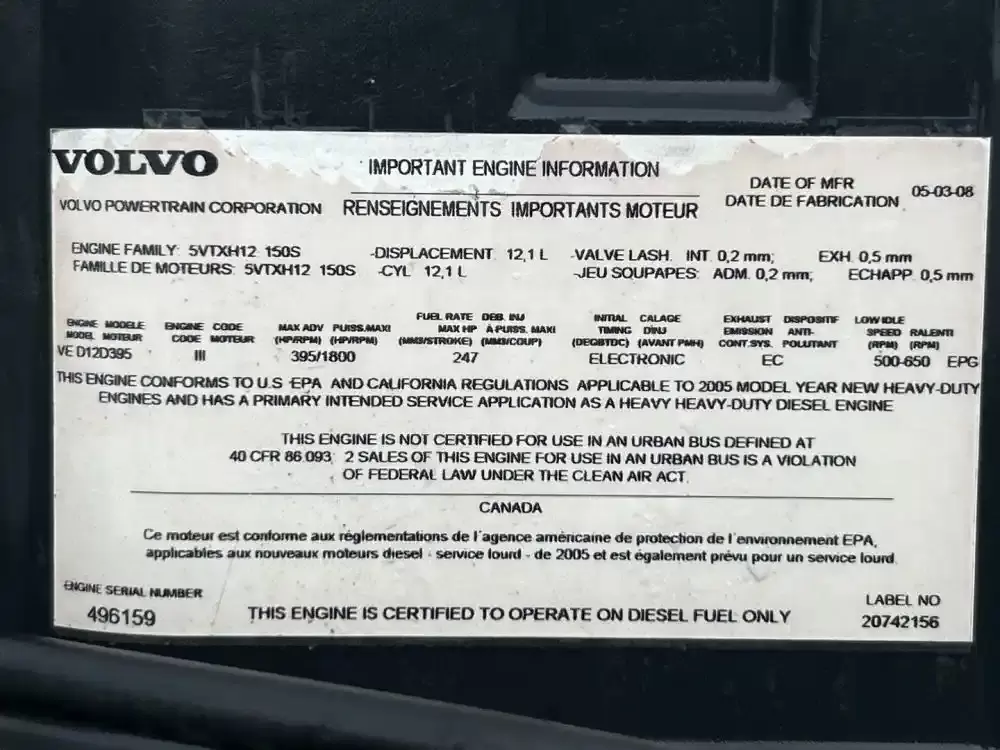 VOLVO
IMPORTANT ENGINE INFORMATION
DATE OF MFR
05-03-08
VOLVO POWERTRAIN CORPORATION
RENSEIGNEMENTS IMPORTANTS MOTEUR
DATE DE FABRICATION
ENGINE FAMILY: 5VTXH12 150S -DISPLACEMENT 12,1 L -VALVE LASH. INT. 0,2 mm; EXH. 0,5 mm
FAMILLE DE MOTEURS: 5VTXH12 150S -CYL. 12,1 L -JEU SOUPAPES: ADM. 0,2 mm; ECHAPP. 0,5 mm
FUEL RATE DEB. INJ INITIAL CALAGE EXHAUST DISPOSITIF LOW IDLE
ENGINE MODELE ENGINE CODE MAX ADV PUISS.MAXI MAX HP À PUISS. MAXI TIMING D'INJ EMISSION ANTI- SPEED RALENTI
MODEL MOTEUR CODE MOTEUR (HP/RPM) (HP/RPM) (MM3/STROKE) (MM3/COUP) (DEGBTDC) (AVANT PMH) CONT.SYS. POLLUTANT (RPM) (RPM)
VE D12D395 III 395/1800 247 ELECTRONIC EC 500-650 EPG
THIS ENGINE CONFORMS TO U.S EPA AND CALIFORNIA REGULATIONS APPLICABLE TO 2005 MODEL YEAR NEW HEAVY-DUTY
ENGINES AND HAS A PRIMARY INTENDED SERVICE APPLICATION AS A HEAVY HEAVY-DUTY DIESEL ENGINE
THIS ENGINE IS NOT CERTIFIED FOR USE IN AN URBAN BUS DEFINED AT
40 CFR 86.093; 2 SALES OF THIS ENGINE FOR USE IN AN URBAN BUS IS A VIOLATION
OF FEDERAL LAW UNDER THE CLEAN AIR ACT.
CANADA
Ce moteur est conforme aux réglementations de l'agence américaine de protection de l'environnement EPA,
applicables aux nouveaux moteurs diesel - service lourd - de 2005 et est également prévu pour un service lourd.
ENGINE SERIAL NUMBER
496159
THIS ENGINE IS CERTIFIED TO OPERATE ON DIESEL FUEL ONLY
LABEL NO
20742156